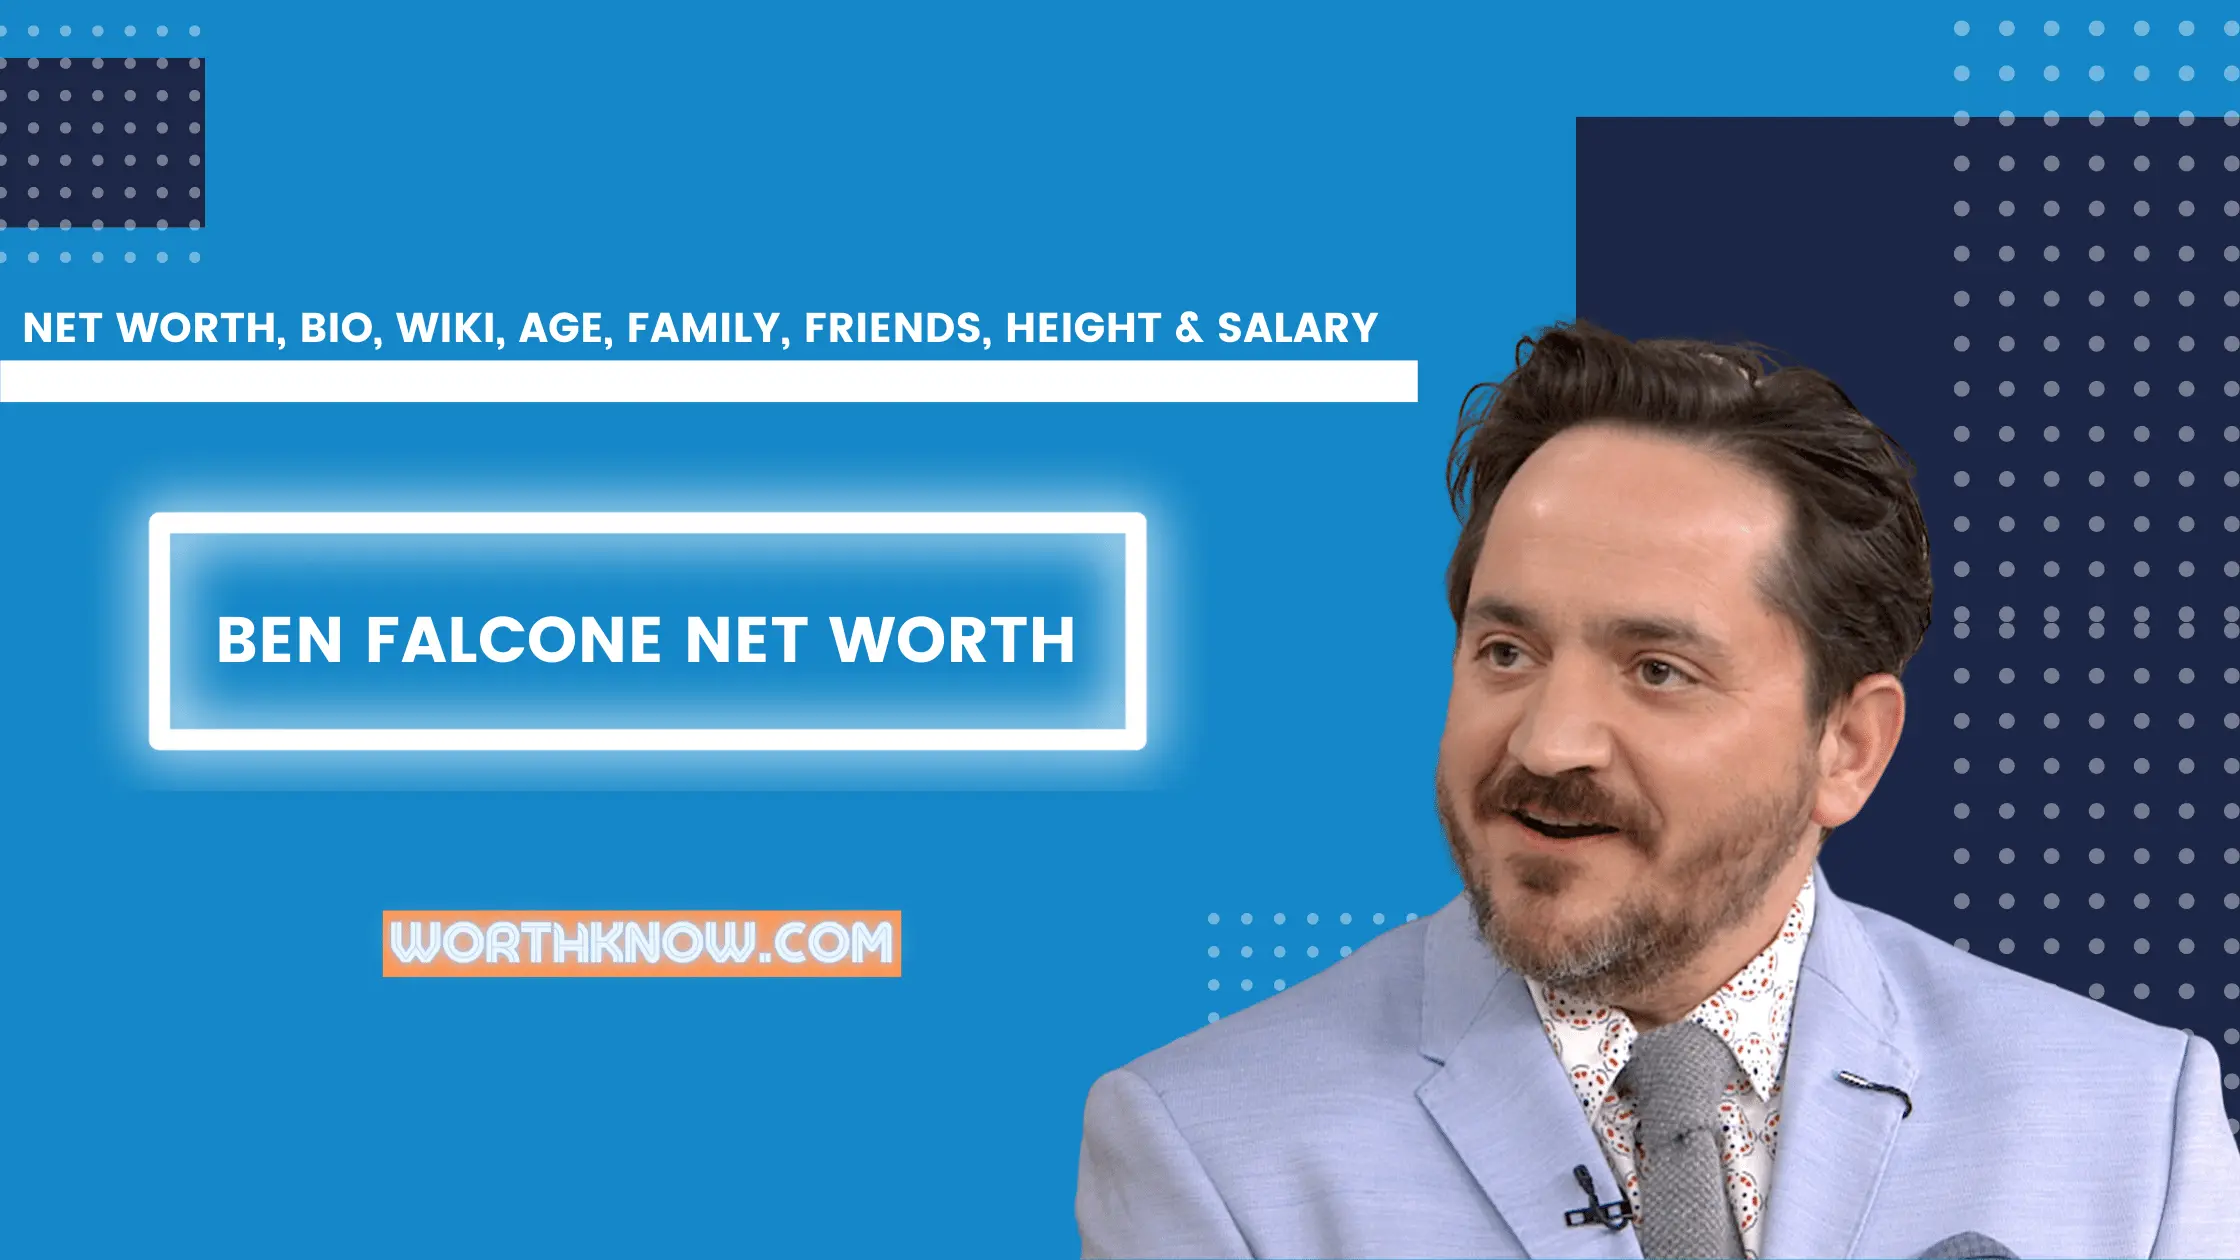 NET WORTH, BIO, WIKI, AGE, FAMILY, FRIENDS, HEIGHT & SALARY
BEN FALCONE NET WORTH
WORTHKNOW.COM